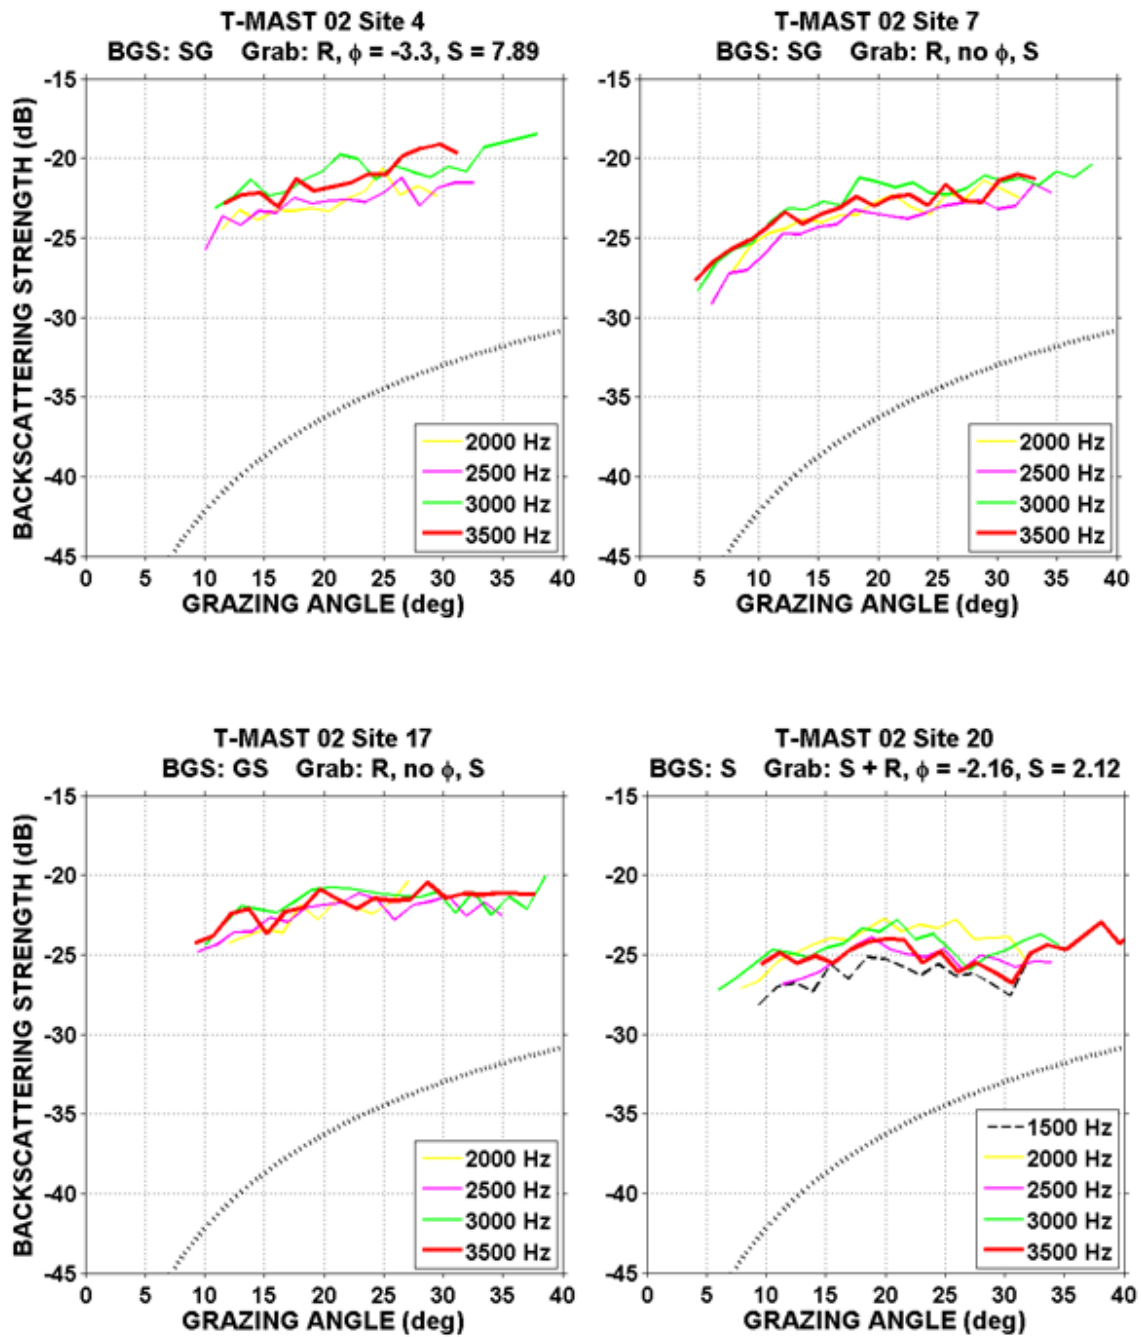 T-MAST 02 Site 4
BGS: SG Grab: R, ϕ = -3.3, S = 7.89
BACKSCATTERING STRENGTH (dB)
-15
-20
-25
-30
-35
-40
-45
2000 Hz
2500 Hz
3000 Hz
3500 Hz
0 5 10 15 20 25 30 35 40
GRAZING ANGLE (deg)
T-MAST 02 Site 7
BGS: SG Grab: R, no ϕ, S
-15
-20
-25
-30
-35
-40
-45
2000 Hz
2500 Hz
3000 Hz
3500 Hz
0 5 10 15 20 25 30 35 40
GRAZING ANGLE (deg)
T-MAST 02 Site 17
BGS: GS Grab: R, no ϕ, S
BACKSCATTERING STRENGTH (dB)
-15
-20
-25
-30
-35
-40
-45
2000 Hz
2500 Hz
3000 Hz
3500 Hz
0 5 10 15 20 25 30 35 40
GRAZING ANGLE (deg)
T-MAST 02 Site 20
BGS: S Grab: S + R, ϕ = -2.16, S = 2.12
-15
-20
-25
-30
-35
-40
-45
1500 Hz
2000 Hz
2500 Hz
3000 Hz
3500 Hz
0 5 10 15 20 25 30 35 40
GRAZING ANGLE (deg)